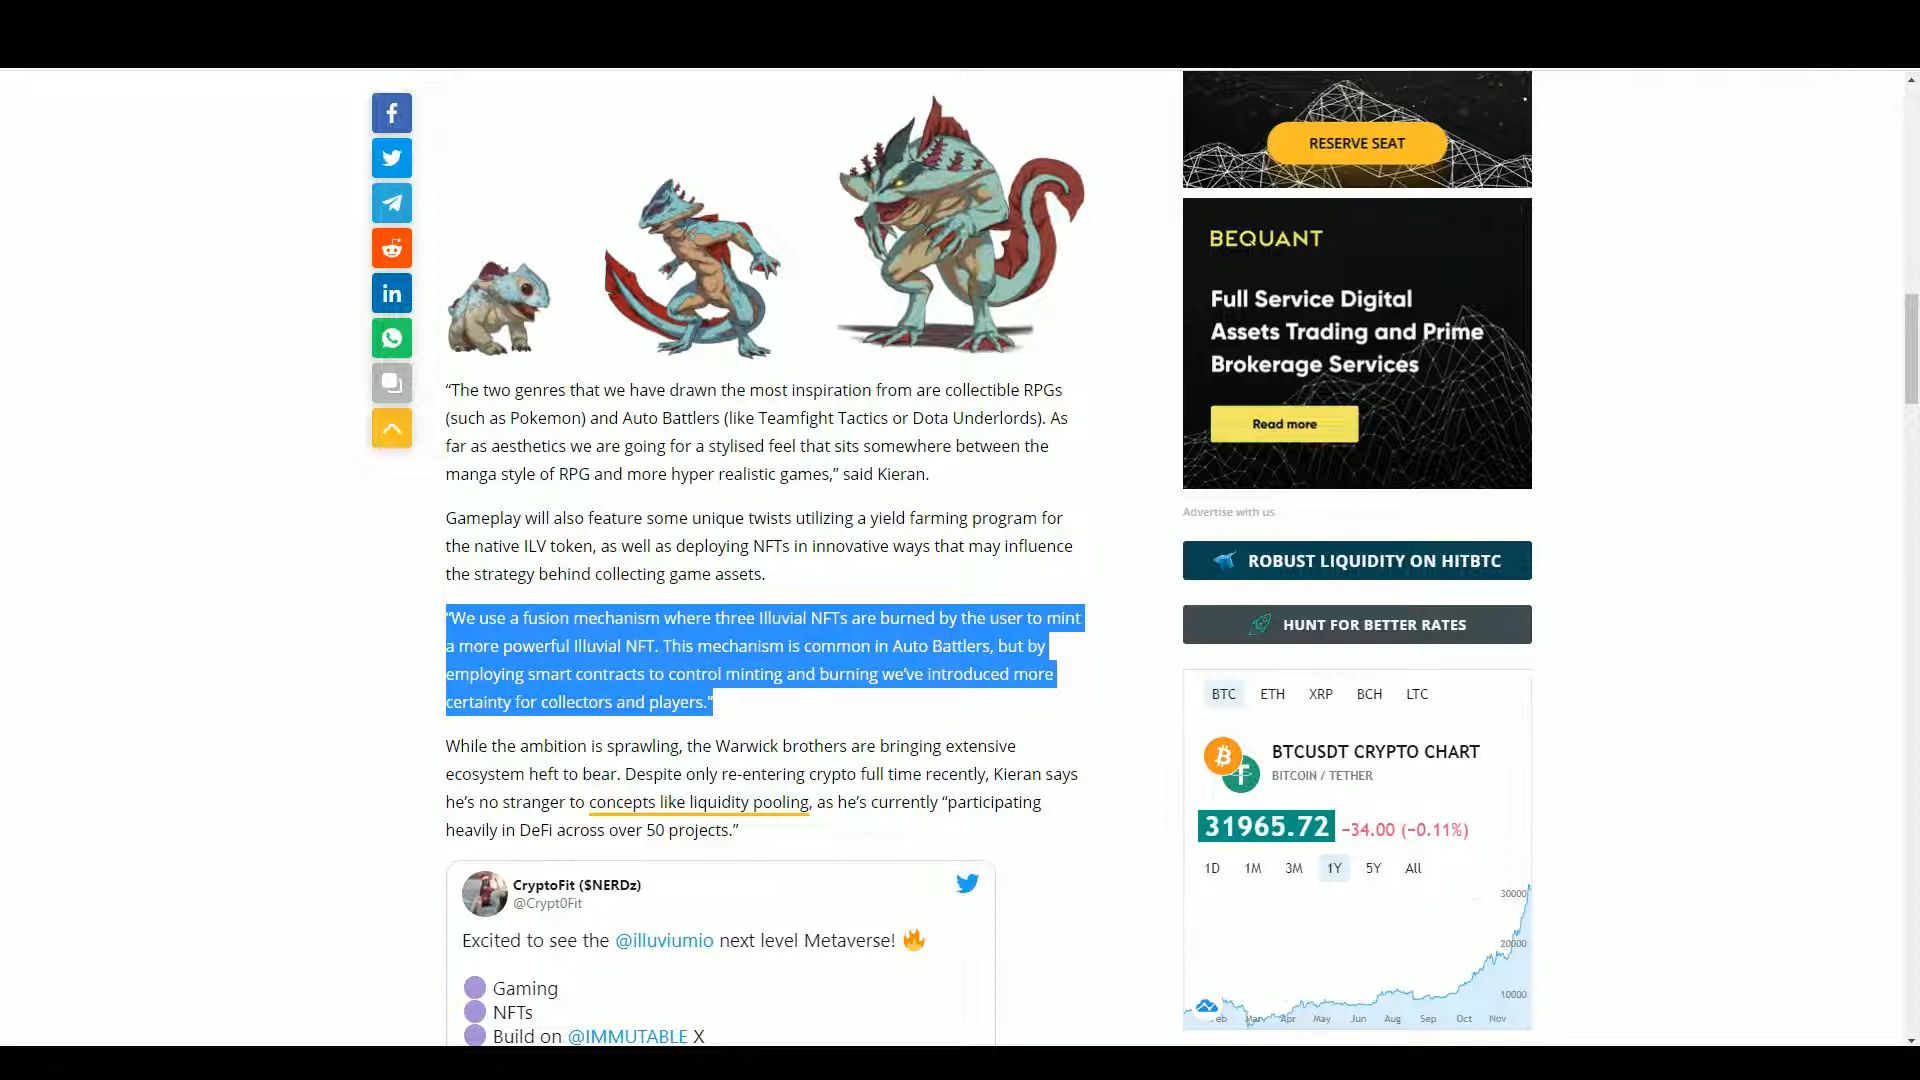 “The two genres that we have drawn the most inspiration from are collectible RPGs
(such as Pokemon) and Auto Battlers (like Teamfight Tactics or Dota Underlords). As
far as aesthetics we are going for a stylised feel that sits somewhere between the
manga style of RPG and more hyper realistic games,” said Kieran.
Gameplay will also feature some unique twists utilizing a yield farming program for
the native ILV token, as well as deploying NFTs in innovative ways that may influence
the strategy behind collecting game assets.
“We use a fusion mechanism where three Illuvial NFTs are burned by the user to mint
a more powerful Illuvial NFT. This mechanism is common in Auto Battlers, but by
employing smart contracts to control minting and burning we’ve introduced more
certainty for collectors and players.”
While the ambition is sprawling, the Warwick brothers are bringing extensive
ecosystem heft to bear. Despite only re-entering crypto full time recently, Kieran says
he’s no stranger to concepts like liquidity pooling, as he’s currently “participating
heavily in DeFi across over 50 projects.”
CryptoFit ($NERDz)
@Crypt0Fit
Excited to see the @illuviumio next level Metaverse!
Gaming
NFTs
Build on @IMMUTABLE X
RESERVE SEAT
BEQUANT
Full Service Digital
Assets Trading and Prime
Brokerage Services
Read more
Advertise with us
ROBUST LIQUIDITY ON HITBTC
HUNT FOR BETTER RATES
BTC ETH XRP BCH LTC
BTCUSDT CRYPTO CHART
BITCOIN / TETHER
31965.72 −34.00 (−0.11%)
1D 1M 3M 1Y 5Y All
30000
20000
10000
Mar Apr May Jun Aug Sep Oct Nov